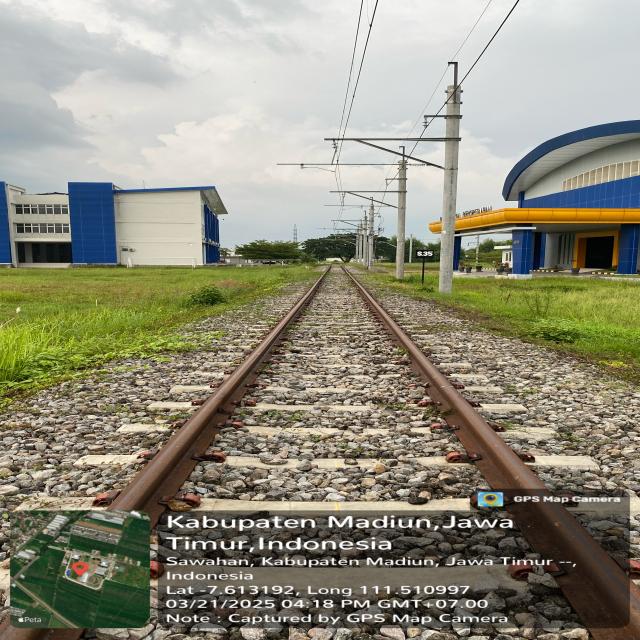 S.35
GPS Map Camera
Kabupaten Madiun,Jawa
Timur,Indonesia
Sawahan, Kabupaten Madiun, Jawa Timur --,
Indonesia
Lat -7.613192, Long 111.510997
03/21/2025 04:18 PM GMT+07.00
Note : Captured by GPS Map Camera
Peta